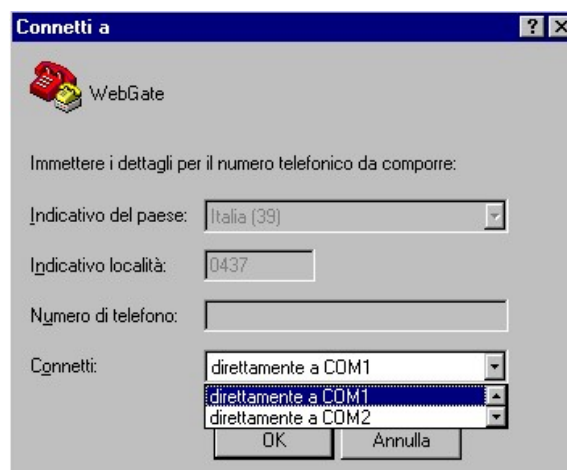 Connetti a
WebGate
Immettere i dettagli per il numero telefonico da comporre:
Indicativo del paese: Italia (39)
Indicativo località: 0437
Numero di telefono:
Connetti: direttamente a COM1
direttamente a COM1
direttamente a COM2
OK Annulla